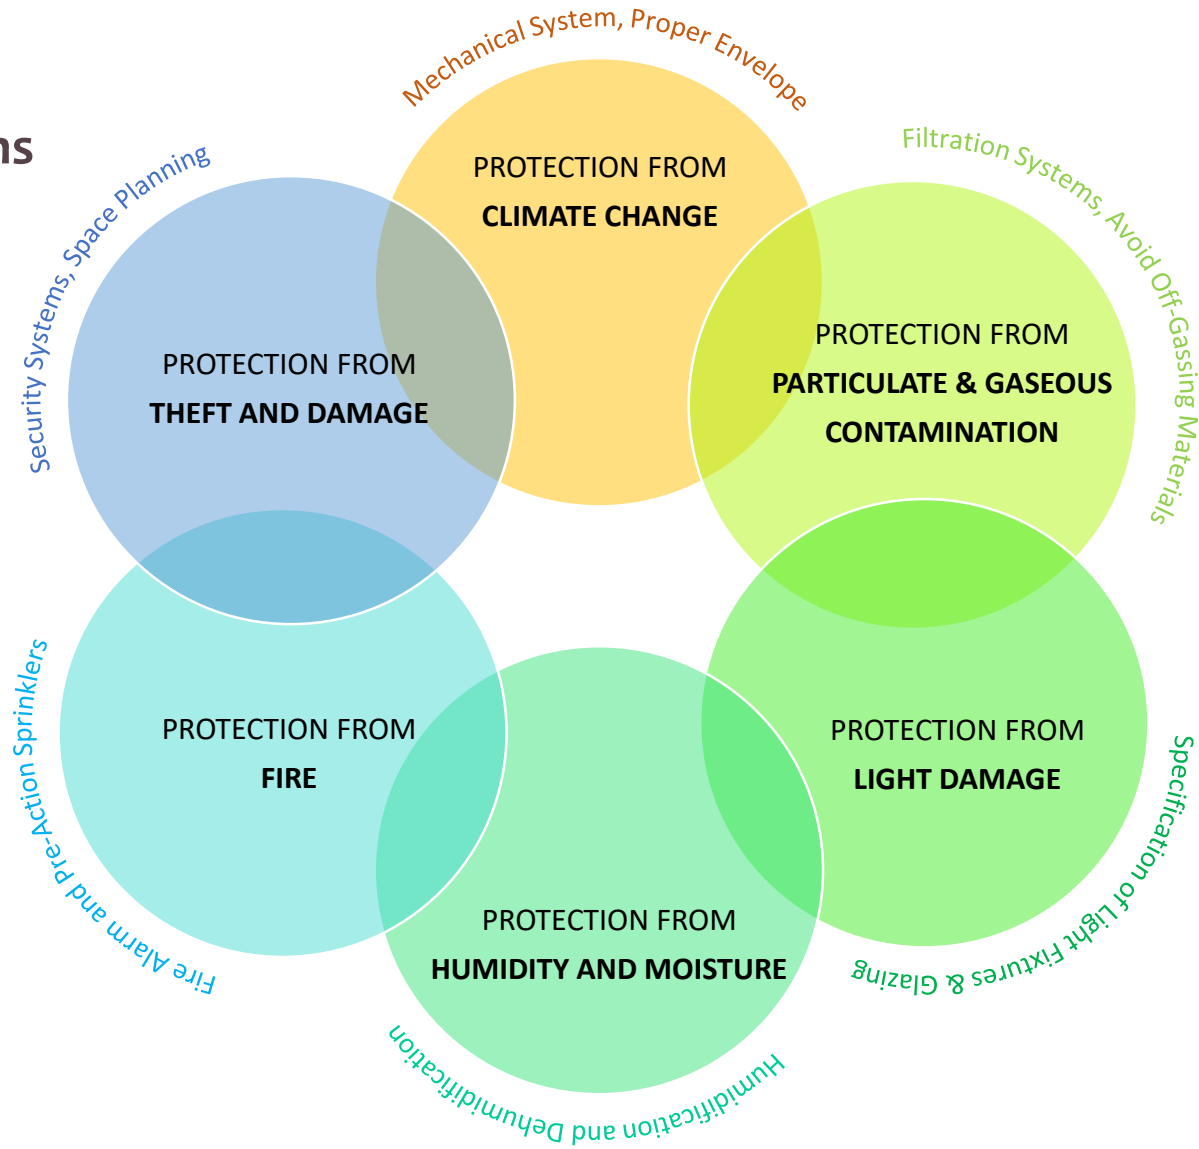 ns
Mechanical System, Proper Envelope
PROTECTION FROM
CLIMATE CHANGE
Filtration Systems, Avoid Off-Gassing Materials
PROTECTION FROM
PARTICULATE & GASEOUS
CONTAMINATION
Specification of Light Fixtures & Glazing
PROTECTION FROM
LIGHT DAMAGE
Humidification and Dehumidification
PROTECTION FROM
HUMIDITY AND MOISTURE
Fire Alarm and Pre-Action Sprinklers
PROTECTION FROM
FIRE
Security Systems, Space Planning
PROTECTION FROM
THEFT AND DAMAGE